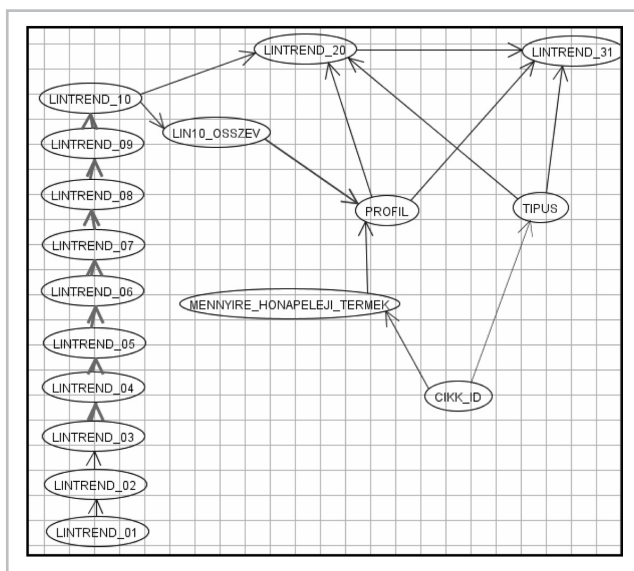 LINTREND_20
LINTREND_31
LINTREND_10
LIN10_OSSZEV
LINTREND_09
LINTREND_08
PROFIL
TIPUS
LINTREND_07
LINTREND_06
MENNYIRE_HONAPELEJI_TERMEK
LINTREND_05
LINTREND_04
CIKK_ID
LINTREND_03
LINTREND_02
LINTREND_01